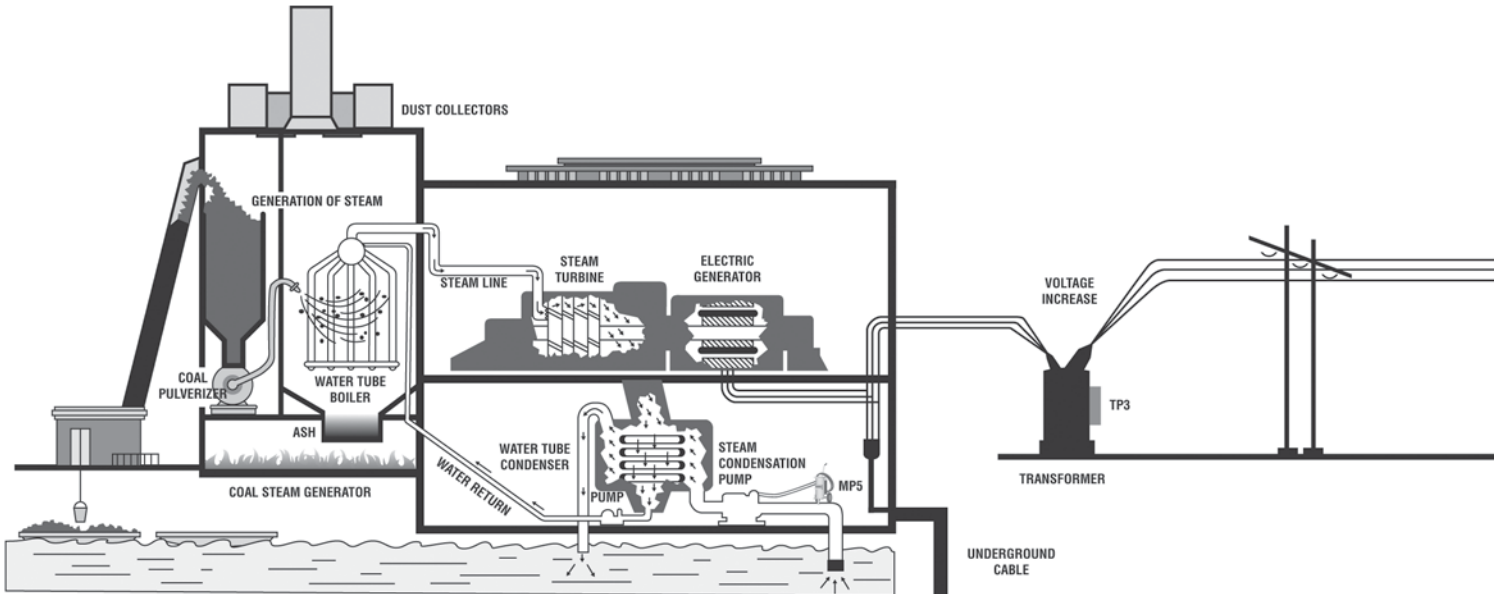 DUST COLLECTORS
GENERATION OF STEAM
STEAM LINE
STEAM
TURBINE
ELECTRIC
GENERATOR
VOLTAGE
INCREASE
COAL
PULVERIZER
WATER TUBE
BOILER
ASH
COAL STEAM GENERATOR
WATER RETURN
WATER TUBE
CONDENSER
PUMP
STEAM
CONDENSATION
PUMP
MP5
TP3
TRANSFORMER
UNDERGROUND
CABLE